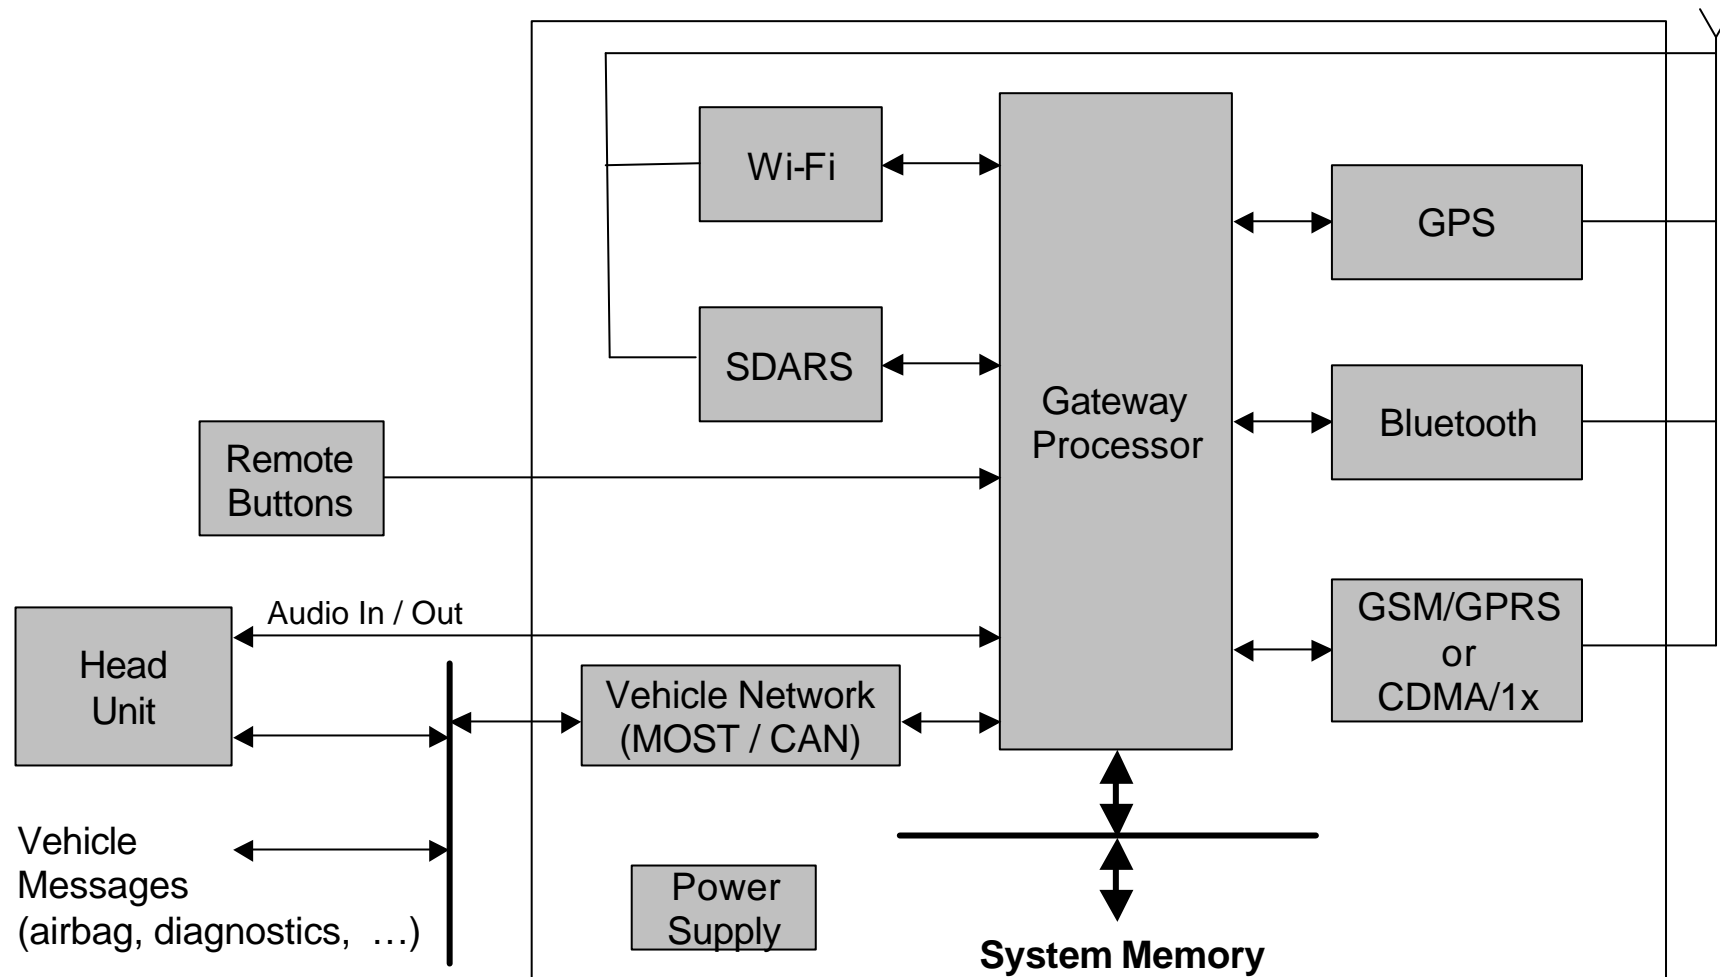 Wi-Fi
GPS
SDARS
Gateway
Processor
Bluetooth
Remote
Buttons
GSM/GPRS
or
CDMA/1x
Audio In / Out
Head
Unit
Vehicle Network
(MOST / CAN)
Vehicle
Messages
(airbag, diagnostics, …)
Power
Supply
System Memory